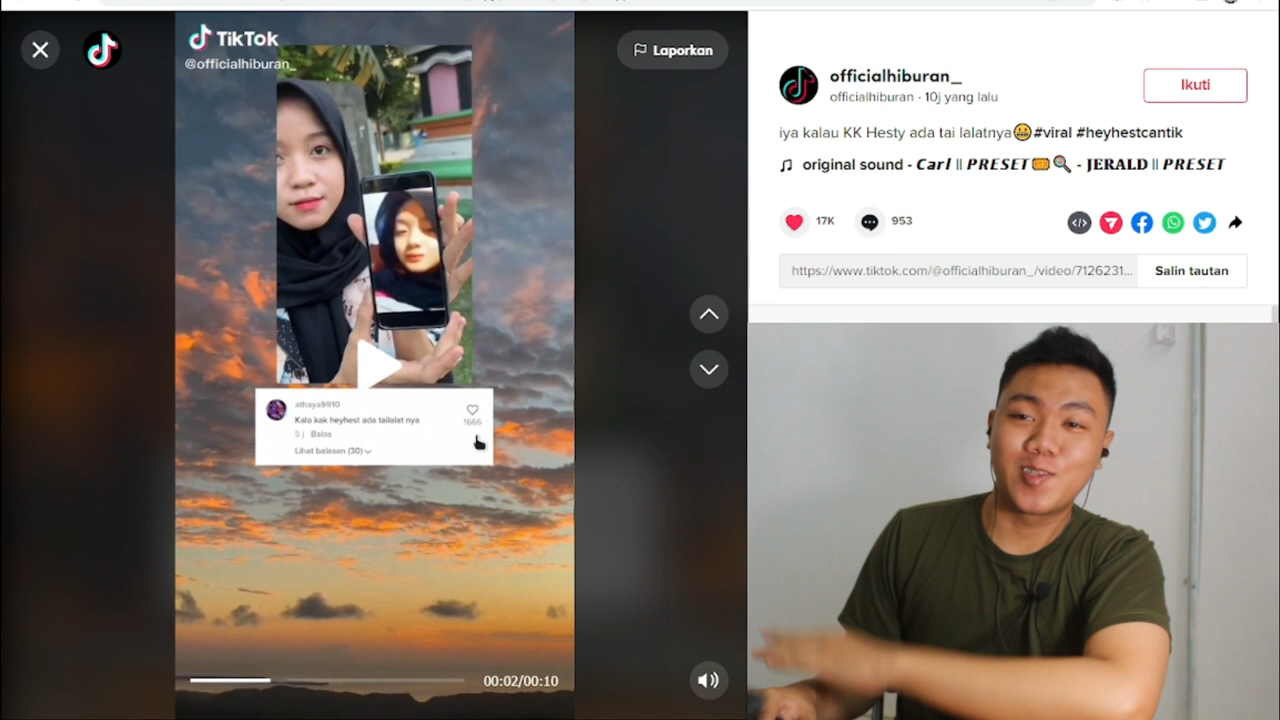 TikTok
@officialhiburan_
Laporkan
athaya9910
Kalo kak heyhest ada tailalat nya
5 j Balas
Lihat balasan (30)
1666
00:02/00:10
officialhiburan_
officialhiburan · 10j yang lalu
Ikuti
iya kalau KK Hesty ada tai lalatnya😬#viral #heyhestcantik
♫ original sound - 𝘾𝙖𝙧𝙡 || 𝙋𝙍𝙀𝙎𝙀𝙏🎫🔍 - 𝐉𝐄𝐑𝐀𝐋𝐃 || 𝙋𝙍𝙀𝙎𝙀𝙏
17K
953
https://www.tiktok.com/@officialhiburan_/video/7126231...
Salin tautan